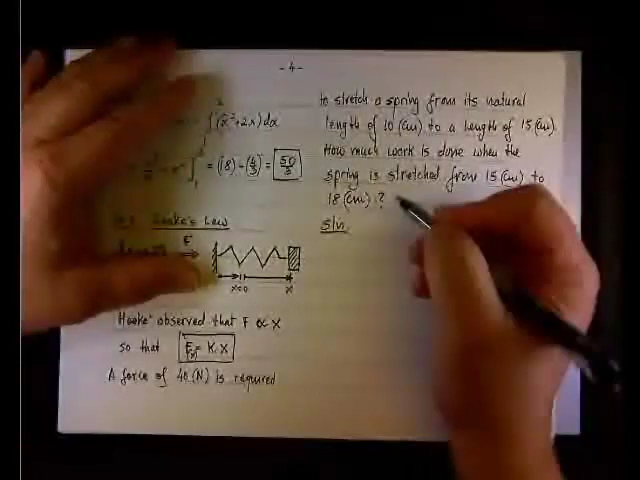 -4-
(x²+2x)dx
= (18) - (4/3) = 50/3
Hooke's Law
F
x=0 x
Hooke observed that F ∝ X
so that F(x) = K·X
A force of 40 (N) is required
to stretch a spring from its natural
length of 10 (cm) to a length of 15 (cm).
How much work is done when the
spring is stretched from 15 (cm) to
18 (cm)?
Sln.